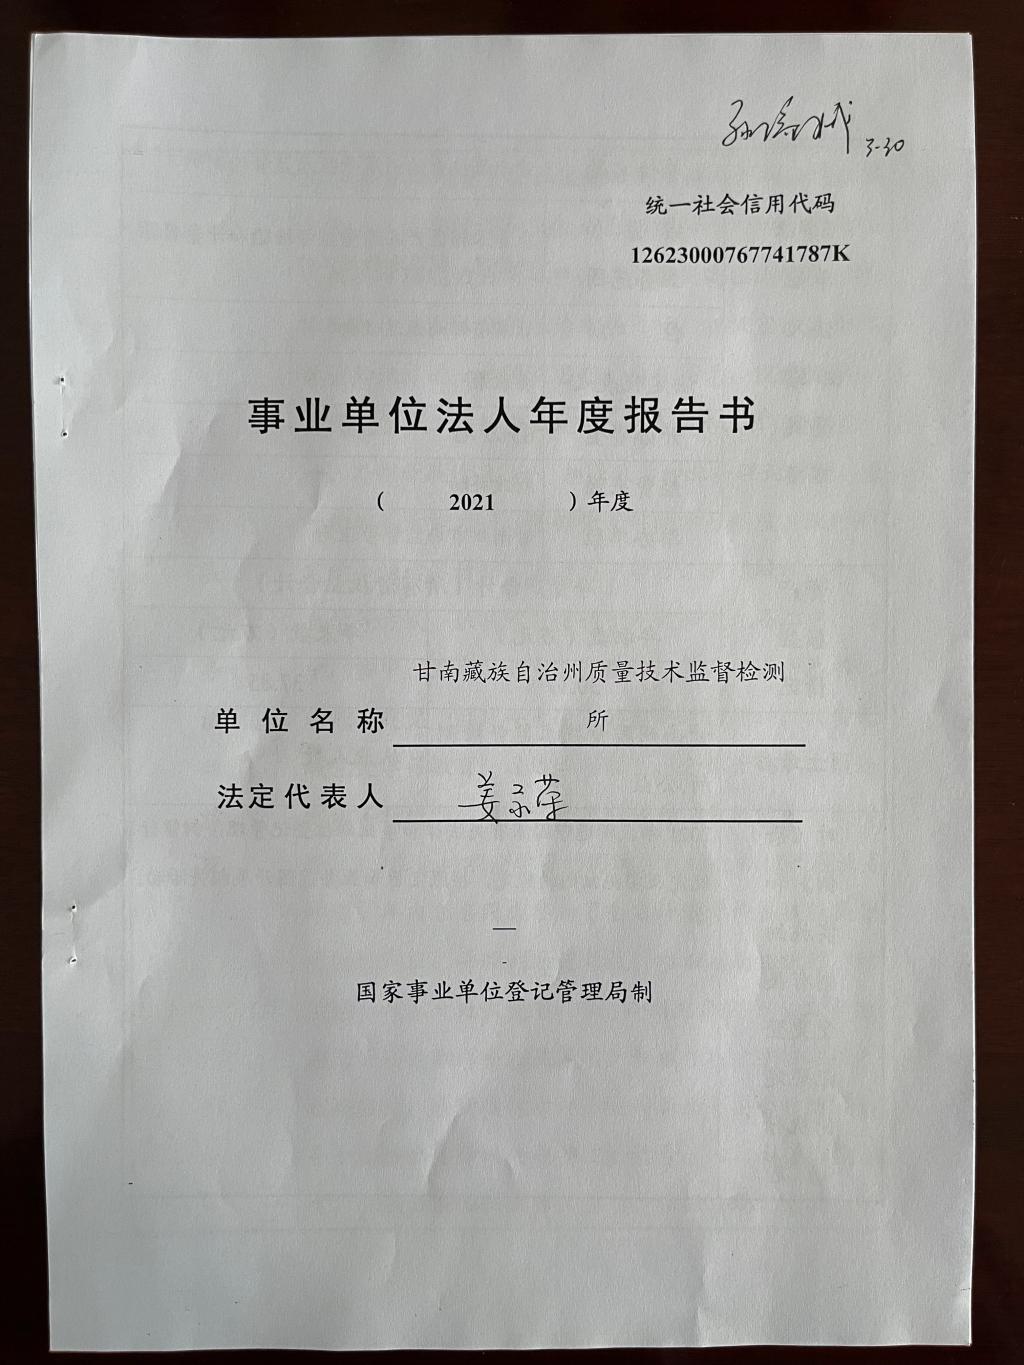 3-30
统一社会信用代码
12623000767741787K
事业单位法人年度报告书
（ 2021 ）年度
甘南藏族自治州质量技术监督检测
单位名称 所
法定代表人 姜子荣
国家事业单位登记管理局制